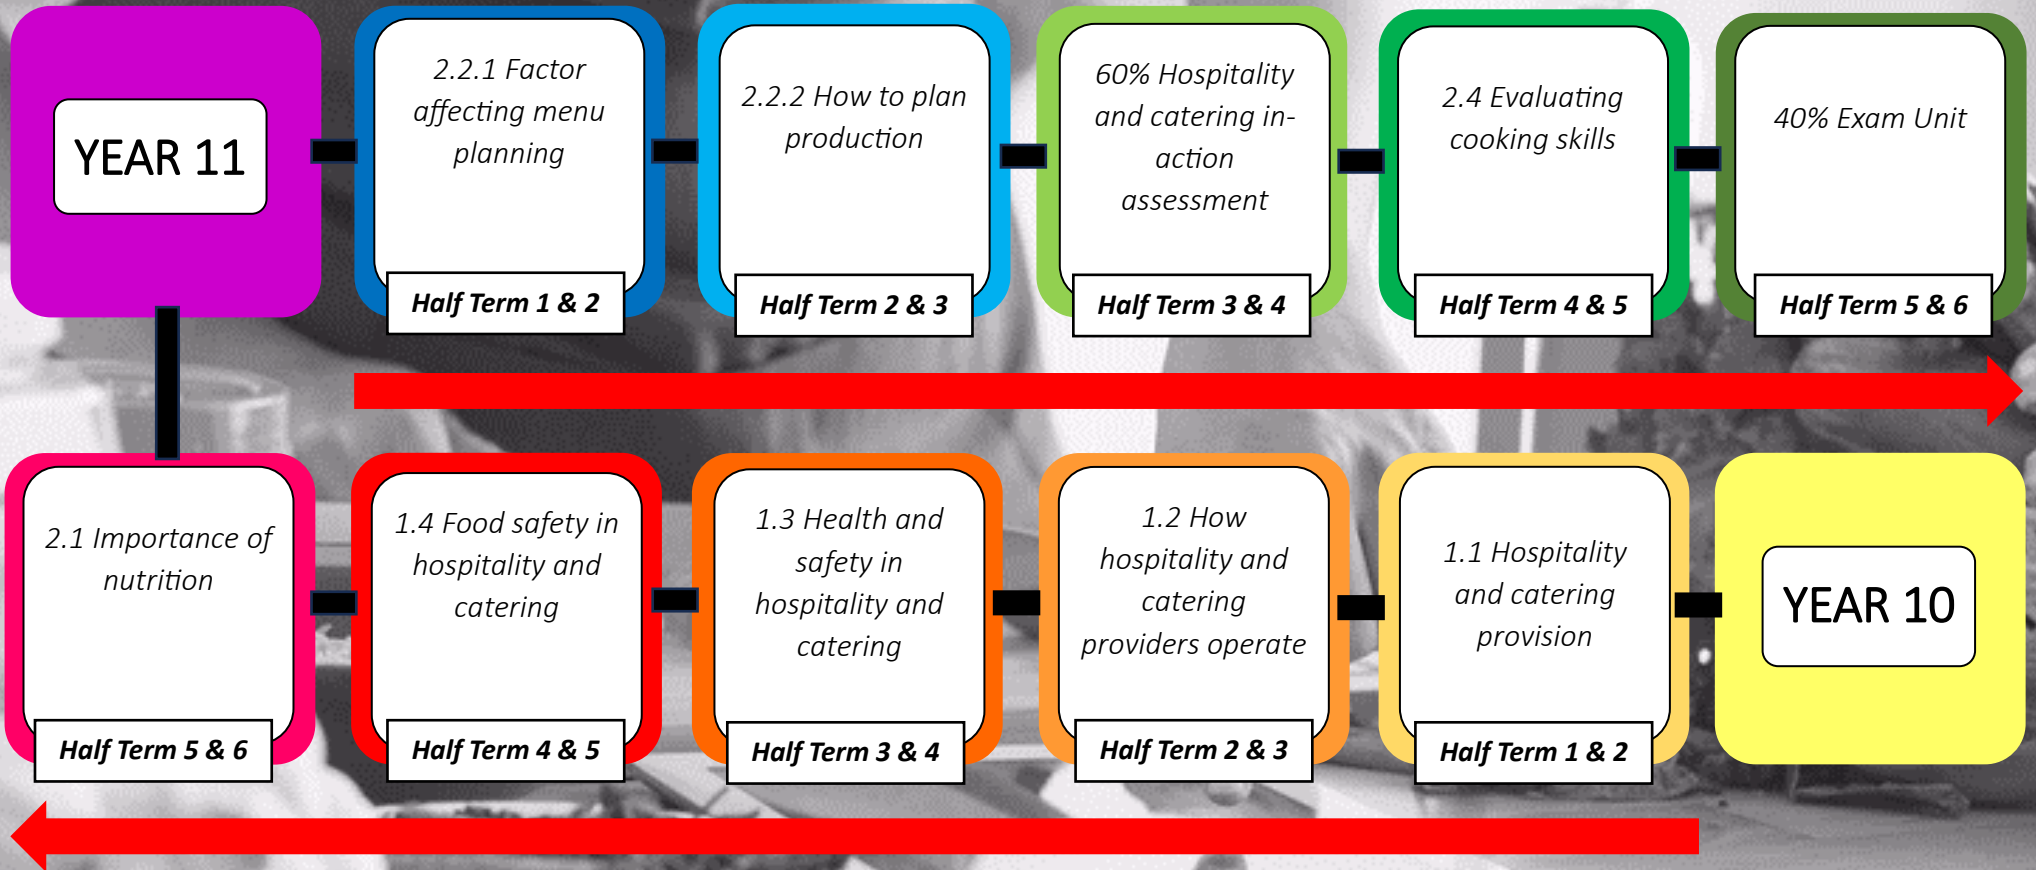 YEAR 11
2.2.1 Factor
affecting menu
planning
Half Term 1 & 2
2.2.2 How to plan
production
Half Term 2 & 3
60% Hospitality
and catering in-
action
assessment
Half Term 3 & 4
2.4 Evaluating
cooking skills
Half Term 4 & 5
40% Exam Unit
Half Term 5 & 6
2.1 Importance of
nutrition
Half Term 5 & 6
1.4 Food safety in
hospitality and
catering
Half Term 4 & 5
1.3 Health and
safety in
hospitality and
catering
Half Term 3 & 4
1.2 How
hospitality and
catering
providers operate
Half Term 2 & 3
1.1 Hospitality
and catering
provision
Half Term 1 & 2
YEAR 10